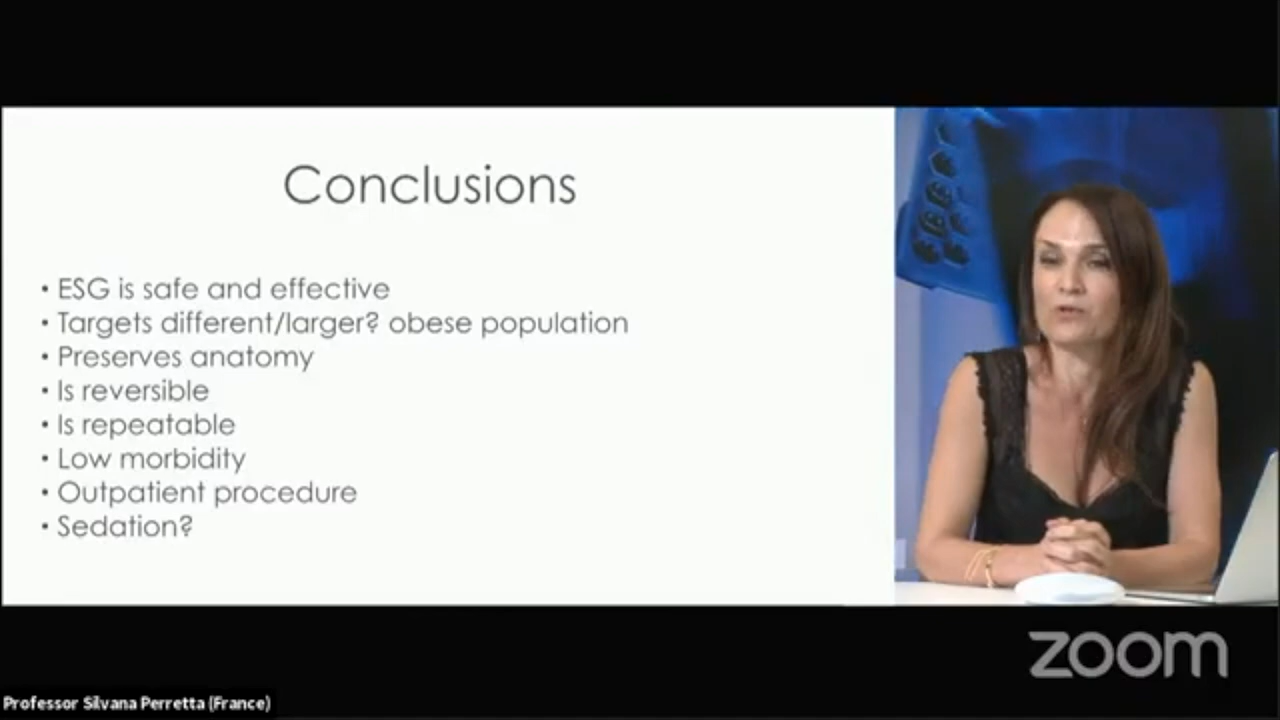 Conclusions
• ESG is safe and effective
• Targets different/larger? obese population
• Preserves anatomy
• Is reversible
• Is repeatable
• Low morbidity
• Outpatient procedure
• Sedation?
zoom
Professor Silvana Perretta (France)